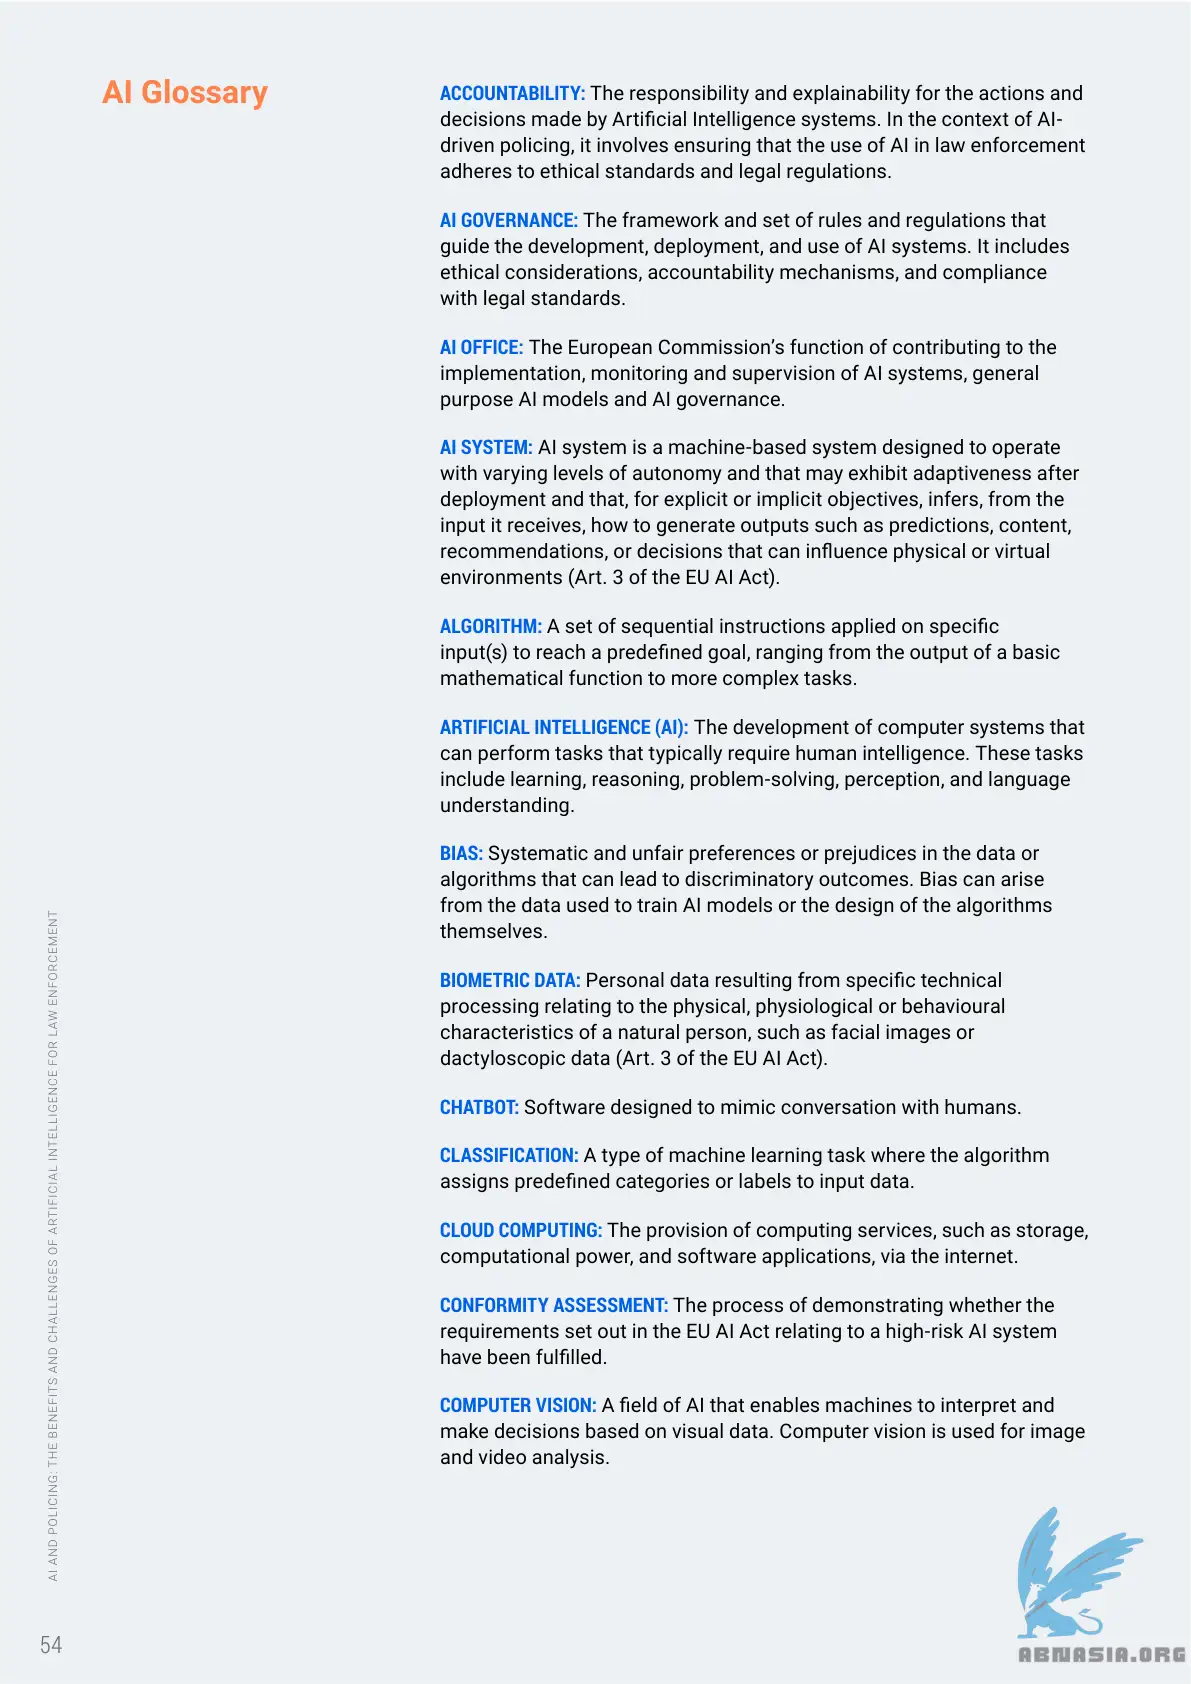 AI Glossary
ACCOUNTABILITY: The responsibility and explainability for the actions and
decisions made by Artificial Intelligence systems. In the context of AI-
driven policing, it involves ensuring that the use of AI in law enforcement
adheres to ethical standards and legal regulations.
AI GOVERNANCE: The framework and set of rules and regulations that
guide the development, deployment, and use of AI systems. It includes
ethical considerations, accountability mechanisms, and compliance
with legal standards.
AI OFFICE: The European Commission’s function of contributing to the
implementation, monitoring and supervision of AI systems, general
purpose AI models and AI governance.
AI SYSTEM: AI system is a machine-based system designed to operate
with varying levels of autonomy and that may exhibit adaptiveness after
deployment and that, for explicit or implicit objectives, infers, from the
input it receives, how to generate outputs such as predictions, content,
recommendations, or decisions that can influence physical or virtual
environments (Art. 3 of the EU AI Act).
ALGORITHM: A set of sequential instructions applied on specific
input(s) to reach a predefined goal, ranging from the output of a basic
mathematical function to more complex tasks.
ARTIFICIAL INTELLIGENCE (AI): The development of computer systems that
can perform tasks that typically require human intelligence. These tasks
include learning, reasoning, problem-solving, perception, and language
understanding.
BIAS: Systematic and unfair preferences or prejudices in the data or
algorithms that can lead to discriminatory outcomes. Bias can arise
from the data used to train AI models or the design of the algorithms
themselves.
BIOMETRIC DATA: Personal data resulting from specific technical
processing relating to the physical, physiological or behavioural
characteristics of a natural person, such as facial images or
dactyloscopic data (Art. 3 of the EU AI Act).
CHATBOT: Software designed to mimic conversation with humans.
CLASSIFICATION: A type of machine learning task where the algorithm
assigns predefined categories or labels to input data.
CLOUD COMPUTING: The provision of computing services, such as storage,
computational power, and software applications, via the internet.
CONFORMITY ASSESSMENT: The process of demonstrating whether the
requirements set out in the EU AI Act relating to a high-risk AI system
have been fulfilled.
COMPUTER VISION: A field of AI that enables machines to interpret and
make decisions based on visual data. Computer vision is used for image
and video analysis.
AI AND POLICING: THE BENEFITS AND CHALLENGES OF ARTIFICIAL INTELLIGENCE FOR LAW ENFORCEMENT
54
ABNASIA.ORG